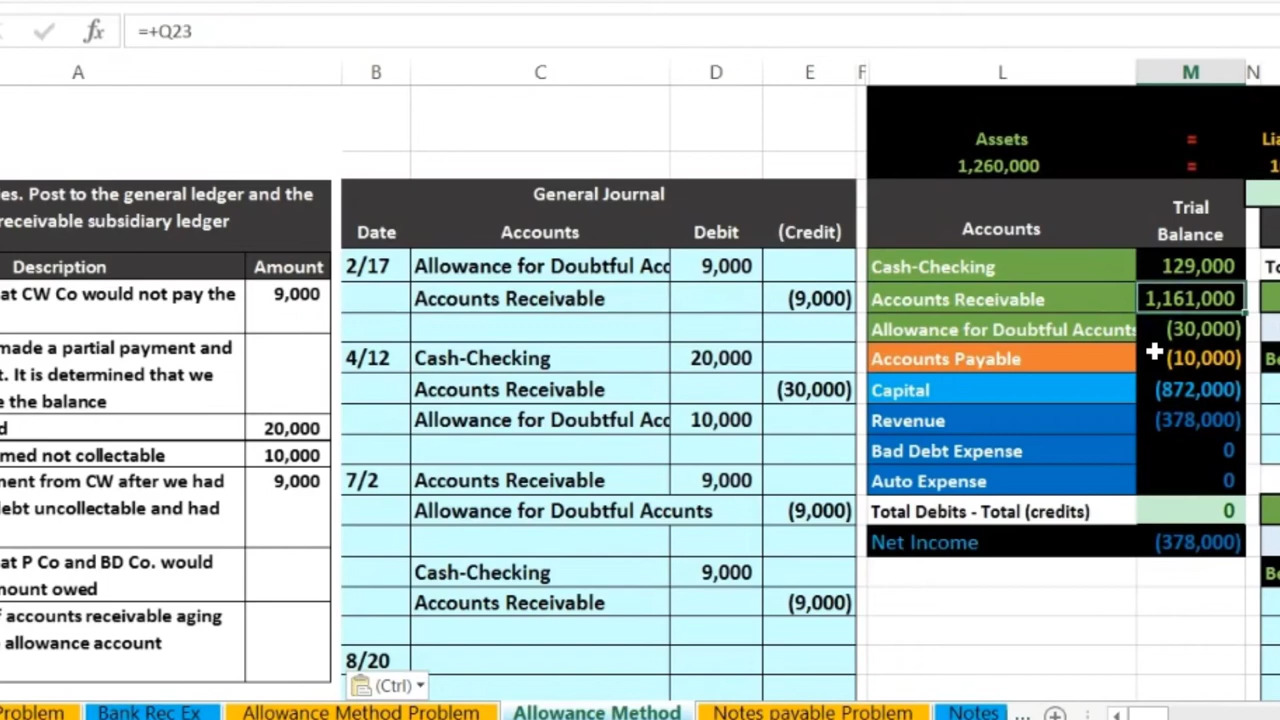 fx =+Q23
A B C D E F L M N
Assets =
1,260,000 =
ies. Post to the general ledger and the
receivable subsidiary ledger
Description Amount
at CW Co would not pay the 9,000
made a partial payment and
t. It is determined that we
e the balance
d 20,000
med not collectable 10,000
ment from CW after we had 9,000
debt uncollectable and had
at P Co and BD Co. would
mount owed
f accounts receivable aging
allowance account
General Journal
Date Accounts Debit (Credit)
2/17 Allowance for Doubtful Acc 9,000
Accounts Receivable (9,000)
4/12 Cash-Checking 20,000
Accounts Receivable (30,000)
Allowance for Doubtful Acc 10,000
7/2 Accounts Receivable 9,000
Allowance for Doubtful Accunts (9,000)
Cash-Checking 9,000
Accounts Receivable (9,000)
8/20
(Ctrl)
Accounts Trial
Balance
Cash-Checking 129,000
Accounts Receivable 1,161,000
Allowance for Doubtful Accunts (30,000)
Accounts Payable (10,000)
Capital (872,000)
Revenue (378,000)
Bad Debt Expense 0
Auto Expense 0
Total Debits - Total (credits) 0
Net Income (378,000)
Problem Bank Rec Ex Allowance Method Problem Allowance Method Notes payable Problem Notes ...